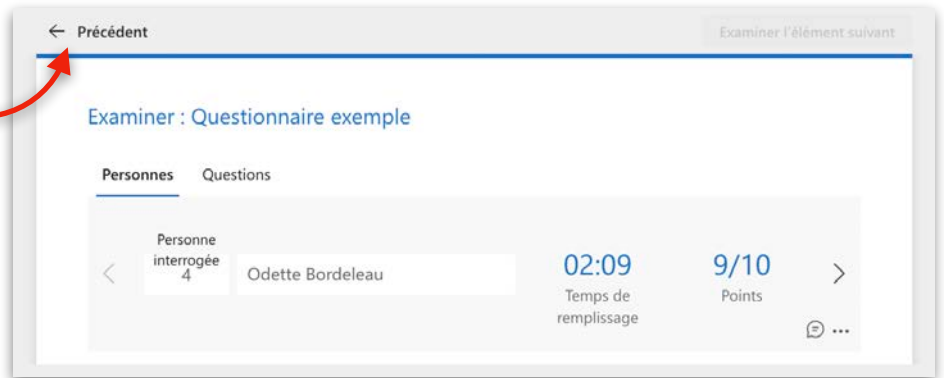 ← Précédent
Examiner l'élément suivant
Examiner : Questionnaire exemple
Personnes Questions
Personne
interrogée
4
Odette Bordeleau
02:09
Temps de
remplissage
9/10
Points